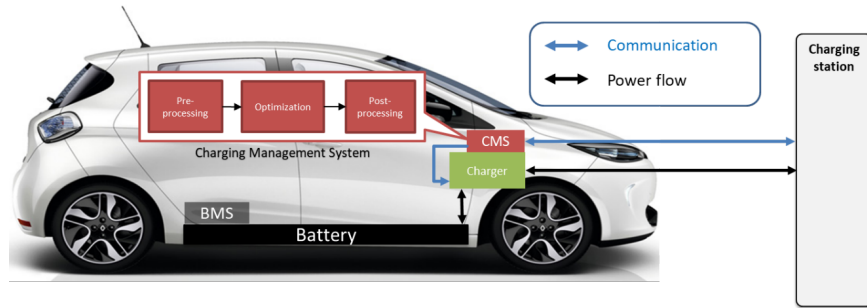 Communication
Power flow
Charging
station
Pre-
processing
Optimization
Post-
processing
Charging Management System
CMS
Charger
BMS
Battery